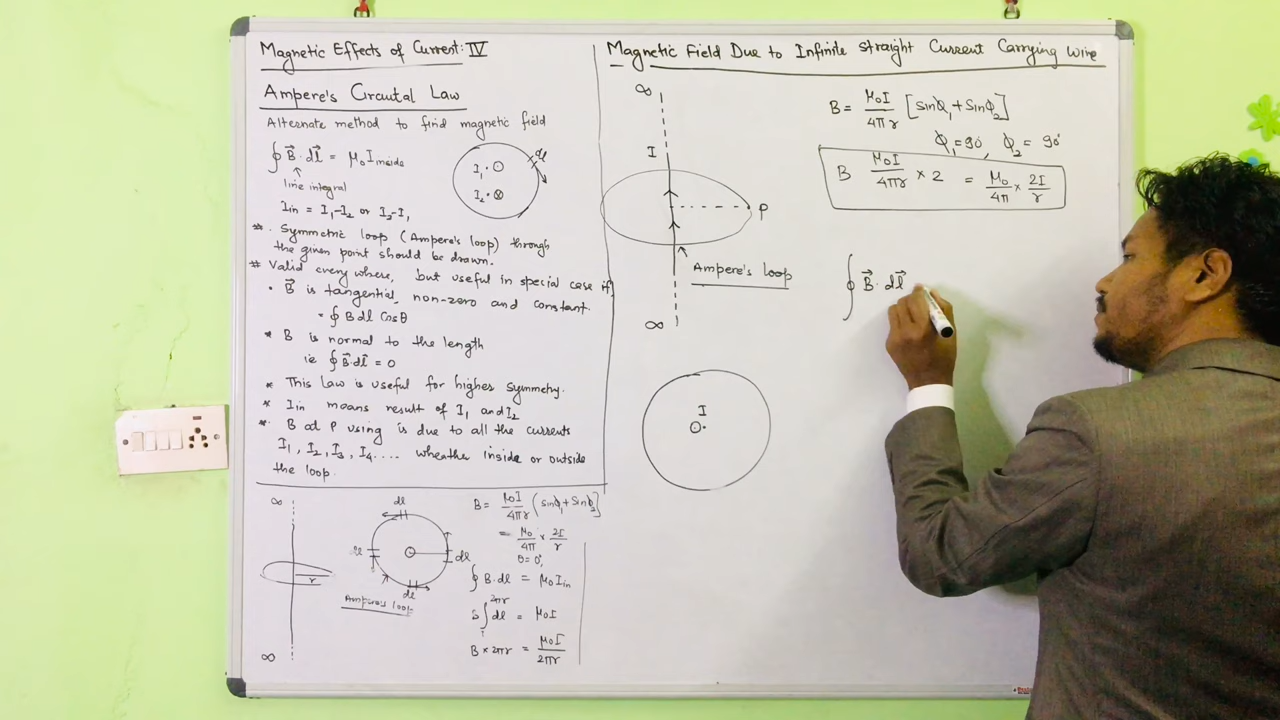 Magnetic Effects of Current: IV
Ampere's Circutal Law
Alternate method to find magnetic field
∮ B⃗ · dl⃗ = μ₀ I inside
line integral
Iin = I₁-I₂ or I₂-I₁
dl
I₁ · ⊙
I₂ · ⊗
* . Symmetric loop (Ampere's loop) through
the given point should be drawn.
* Valid every where, but useful in special case if,
• B⃗ is tangential, non-zero and constant.
= ∮ B dl Cosθ
* B is normal to the length
ie ∮ B⃗·dl⃗ = 0
* This Law is useful for higher symmetry.
* Iin means result of I₁ and I₂
* B at P using is due to all the currents
I₁, I₂, I₃, I₄.... wheather inside or outside
the loop.
∞
r
∞
dl
dl
dl
dl
Ampere's loop
B = μ₀I/4πr (sinϕ₁ + sinϕ₂]
= μ₀/4π × 2I/r
θ = 0°,
∮ B·dl = μ₀ Iin
2πr
∫ dl = μ₀I
B × 2πr = μ₀I/2πr
Magnetic Field Due to Infinite straight Current Carrying wire
∞
I
P
Ampere's loop
∞
I
⊙
B = μ₀I/4πr [sinϕ₁ + sinϕ₂]
ϕ₁ = 90°, ϕ₂ = 90°
B μ₀I/4πr × 2 = μ₀/4π × 2I/r
∮ B⃗ · dl⃗